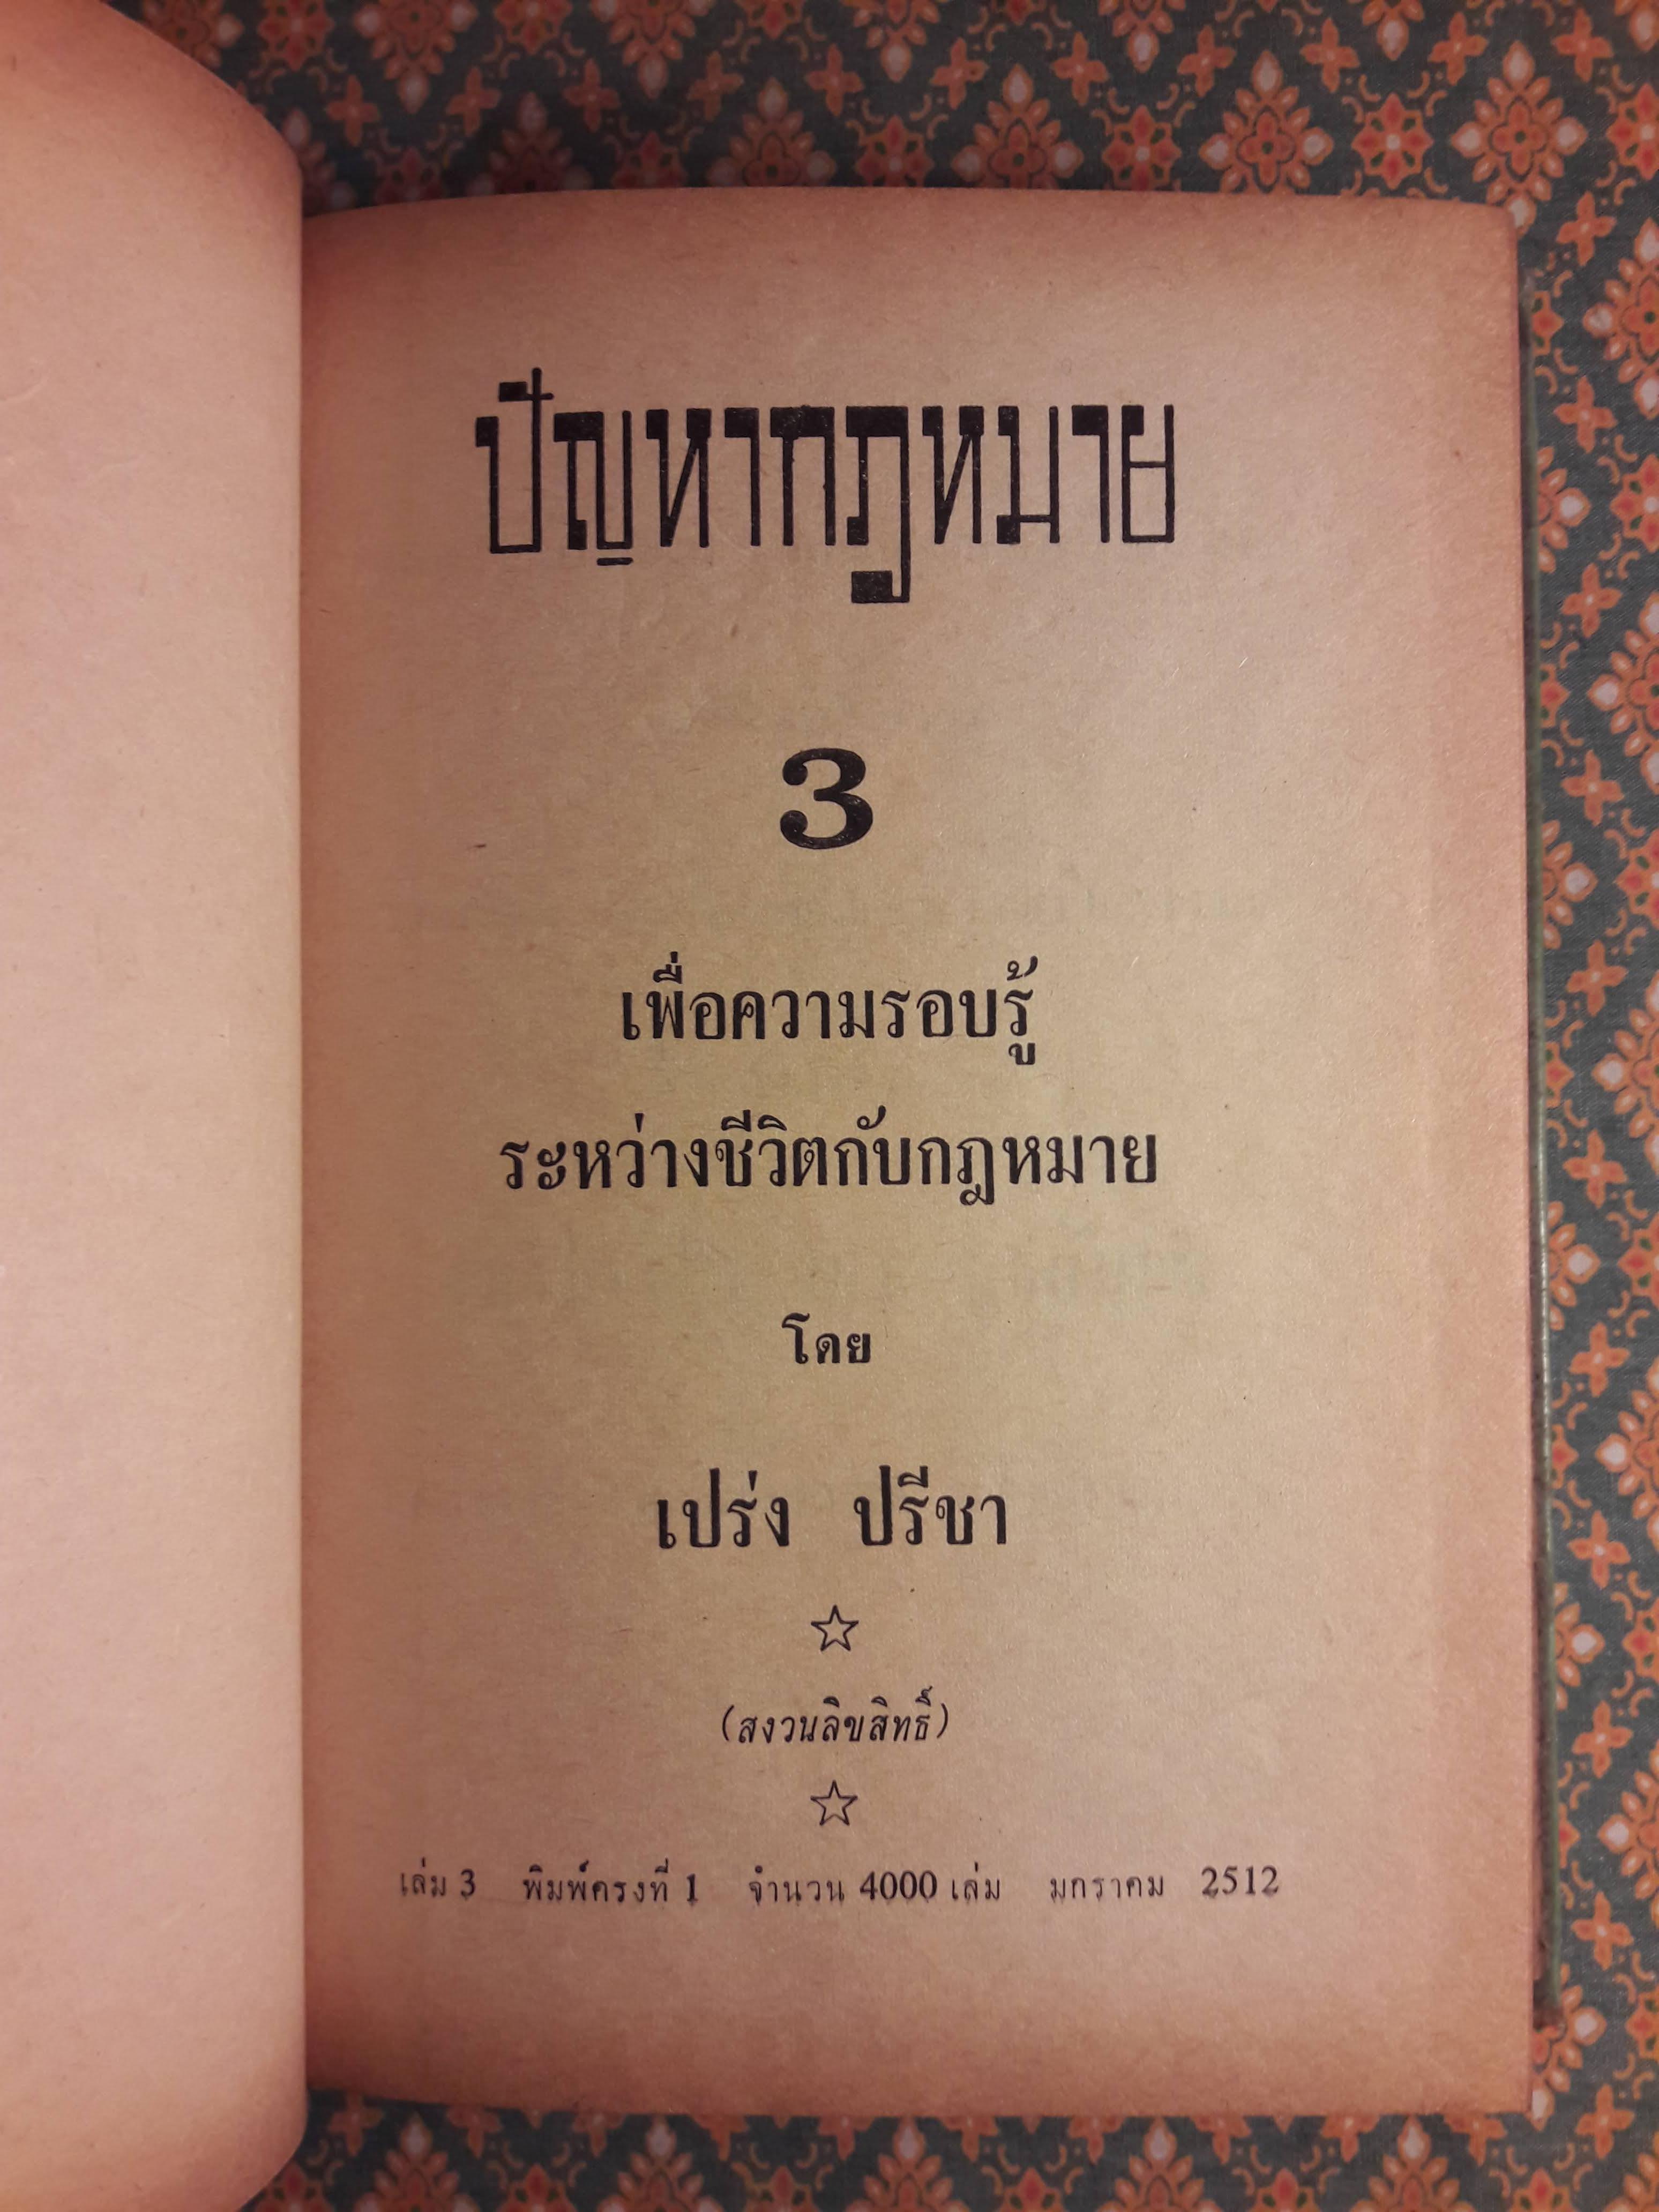 ปัญหากฎหมาย
3
เพื่อความรอบรู้
ระหว่างชีวิตกับกฎหมาย
โดย
เปร่ง ปรีชา
☆
(สงวนลิขสิทธิ์)
☆
เล่ม 3 พิมพ์ครงที่ 1 จำนวน 4000 เล่ม มกราคม 2512